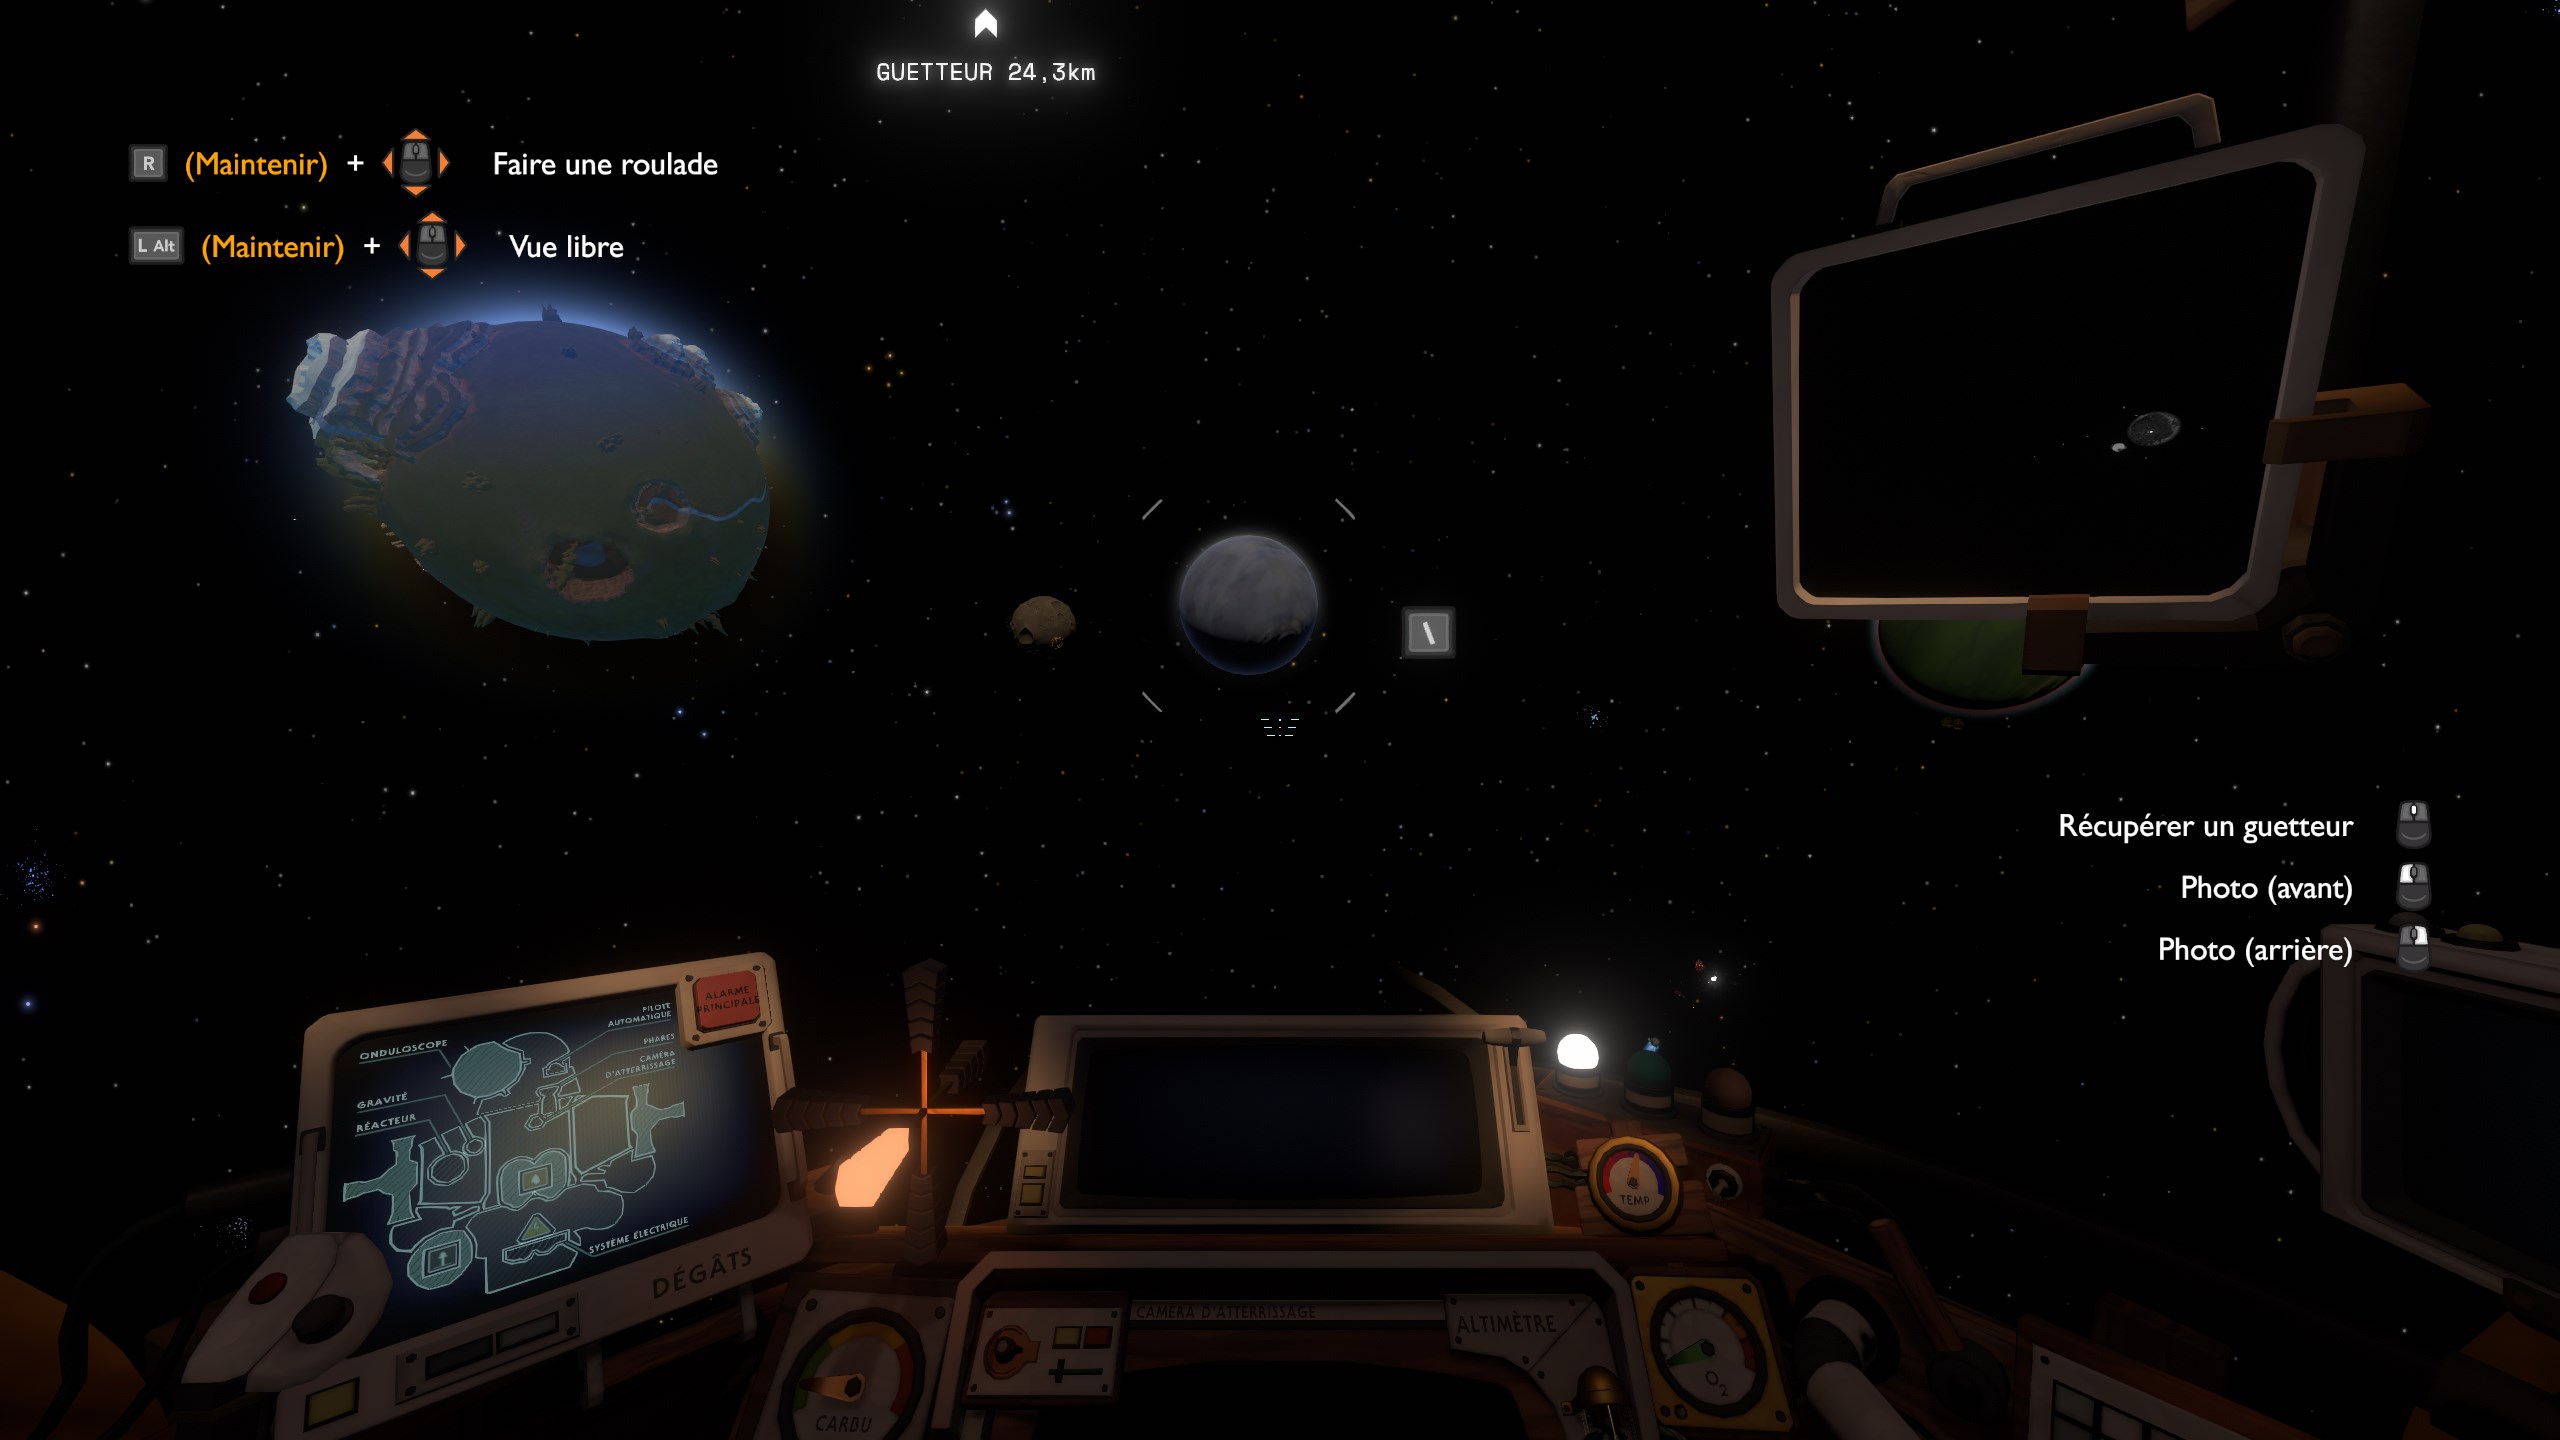 GUETTEUR 24,3km
R (Maintenir) + Faire une roulade
L Alt (Maintenir) + Vue libre
\
Récupérer un guetteur
Photo (avant)
Photo (arrière)
ALARME
PRINCIPALE
PILOTE
AUTOMATIQUE
ONDULOSCOPE
PHARES
CAMÉRA
D'ATTERRISSAGE
GRAVITÉ
RÉACTEUR
SYSTÈME ÉLECTRIQUE
DÉGÂTS
TEMP
CAMÉRA D'ATTERRISSAGE
ALTIMÈTRE
O2
CARBU